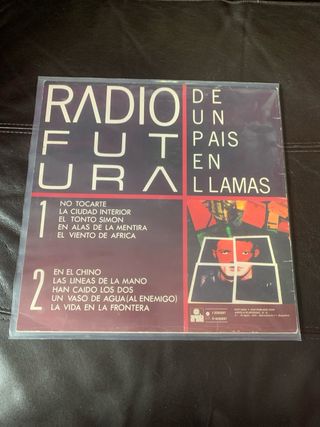 RADIO
FUT
URA
DE
UN
PAIS
EN
LLAMAS
1
NO TOCARTE
LA CIUDAD INTERIOR
EL TONTO SIMON
EN ALAS DE LA MENTIRA
EL VIENTO DE AFRICA
2
EN EL CHINO
LAS LINEAS DE LA MANO
HAN CAIDO LOS DOS
UN VASO DE AGUA (AL ENEMIGO)
LA VIDA EN LA FRONTERA